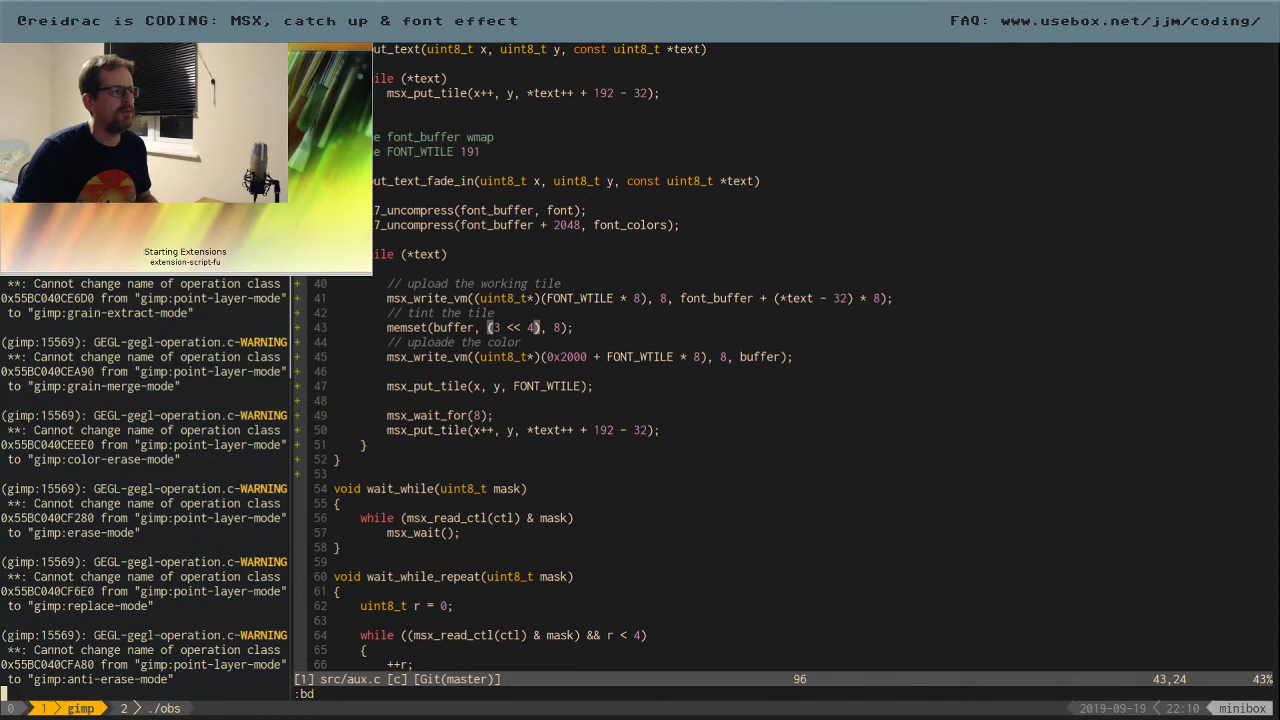 @reidrac is CODING: MSX, catch up & font effect
FAQ: www.usebox.net/jjm/coding/
Starting Extensions
extension-script-fu
**: Cannot change name of operation class
0x55BC040CE6D0 from "gimp:point-layer-mode"
to "gimp:grain-extract-mode"
(gimp:15569): GEGL-gegl-operation.c-WARNING
**: Cannot change name of operation class
0x55BC040CEA90 from "gimp:point-layer-mode"
to "gimp:grain-merge-mode"
(gimp:15569): GEGL-gegl-operation.c-WARNING
**: Cannot change name of operation class
0x55BC040CEEE0 from "gimp:point-layer-mode"
to "gimp:color-erase-mode"
(gimp:15569): GEGL-gegl-operation.c-WARNING
**: Cannot change name of operation class
0x55BC040CF280 from "gimp:point-layer-mode"
to "gimp:erase-mode"
(gimp:15569): GEGL-gegl-operation.c-WARNING
**: Cannot change name of operation class
0x55BC040CF6E0 from "gimp:point-layer-mode"
to "gimp:replace-mode"
(gimp:15569): GEGL-gegl-operation.c-WARNING
**: Cannot change name of operation class
0x55BC040CFA80 from "gimp:point-layer-mode"
to "gimp:anti-erase-mode"
ut_text(uint8_t x, uint8_t y, const uint8_t *text)
ile (*text)
msx_put_tile(x++, y, *text++ + 192 - 32);
e font_buffer wmap
e FONT_WTILE 191
ut_text_fade_in(uint8_t x, uint8_t y, const uint8_t *text)
7_uncompress(font_buffer, font);
7_uncompress(font_buffer + 2048, font_colors);
ile (*text)
+ 40 // upload the working tile
+ 41 msx_write_vm((uint8_t*)(FONT_WTILE * 8), 8, font_buffer + (*text - 32) * 8);
+ 42 // tint the tile
+ 43 memset(buffer, (3 << 4), 8);
+ 44 // uploade the color
+ 45 msx_write_vm((uint8_t*)(0x2000 + FONT_WTILE * 8), 8, buffer);
+ 46
+ 47 msx_put_tile(x, y, FONT_WTILE);
+ 48
+ 49 msx_wait_for(8);
+ 50 msx_put_tile(x++, y, *text++ + 192 - 32);
+ 51 }
+ 52 }
+ 53
54 void wait_while(uint8_t mask)
55 {
56 while (msx_read_ctl(ctl) & mask)
57 msx_wait();
58 }
59
60 void wait_while_repeat(uint8_t mask)
61 {
62 uint8_t r = 0;
63
64 while ((msx_read_ctl(ctl) & mask) && r < 4)
65 {
66 ++r;
[1] src/aux.c [c] [Git(master)] 96 43,24 43%
:bd
0 1 gimp 2 ./obs 2019-09-19 22:10 minibox